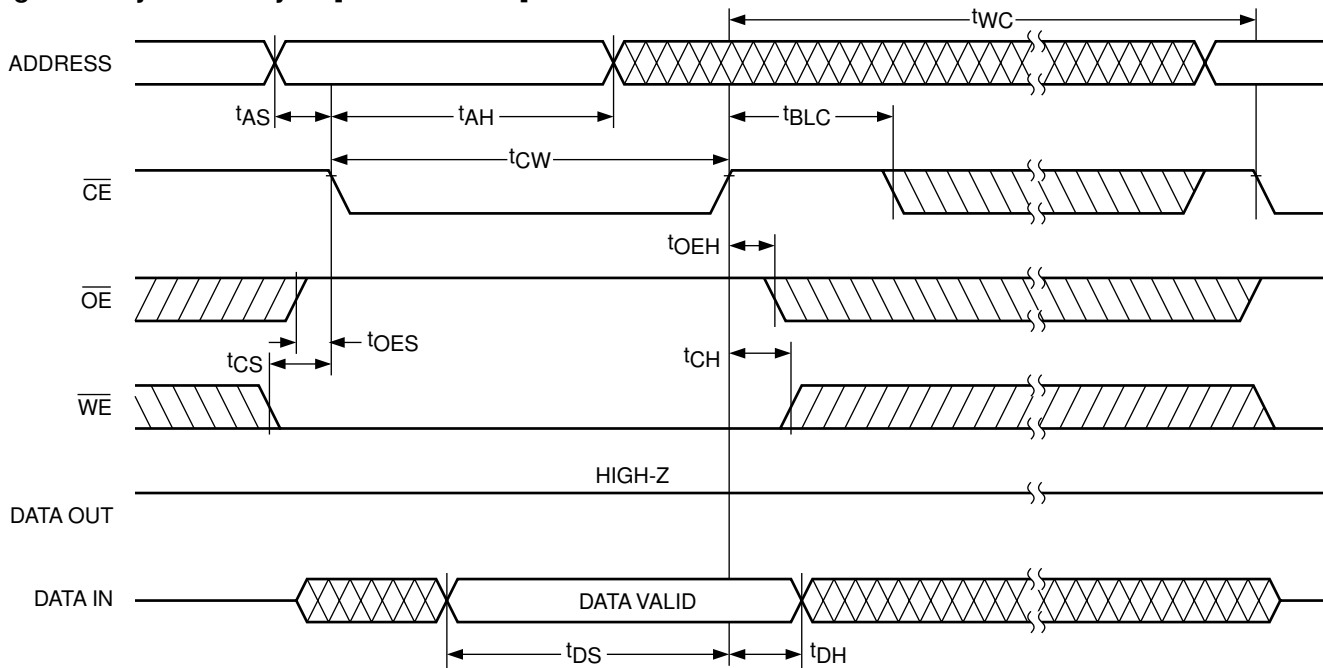 tWC
ADDRESS
tAS
tAH
tBLC
tCW
CE
tOEH
OE
tOES
tCS
tCH
WE
HIGH-Z
DATA OUT
DATA IN
DATA VALID
tDS
tDH